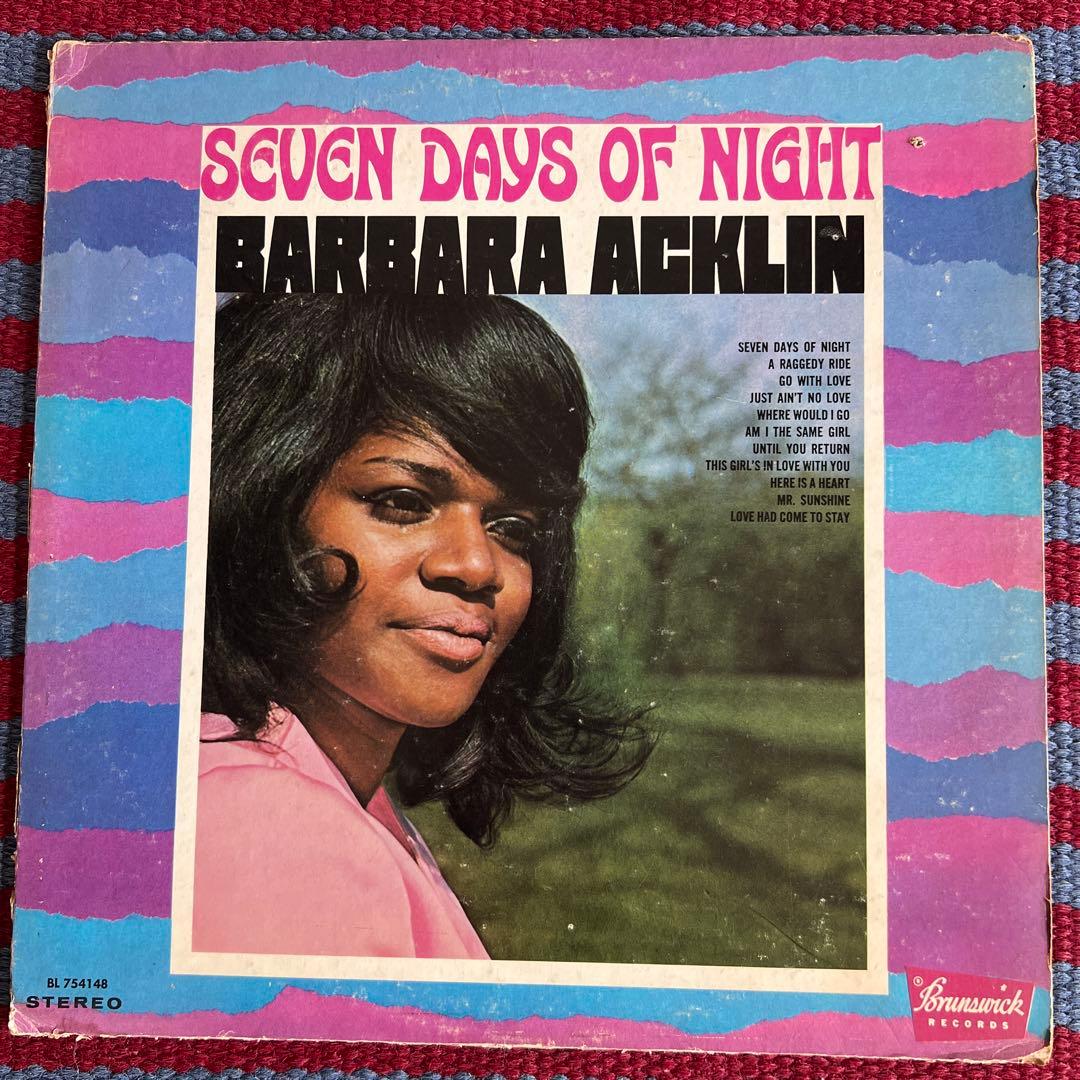 SEVEN DAYS OF NIGHT
BARBARA ACKLIN
SEVEN DAYS OF NIGHT
A RAGGEDY RIDE
GO WITH LOVE
JUST AIN'T NO LOVE
WHERE WOULD I GO
AM I THE SAME GIRL
UNTIL YOU RETURN
THIS GIRL'S IN LOVE WITH YOU
HERE IS A HEART
MR. SUNSHINE
LOVE HAD COME TO STAY
BL 754148
STEREO
® Brunswick
RECORDS